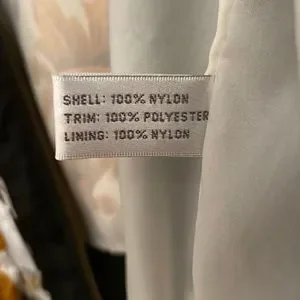 SHELL: 100% NYLON
TRIM: 100% POLYESTER
LINING: 100% NYLON